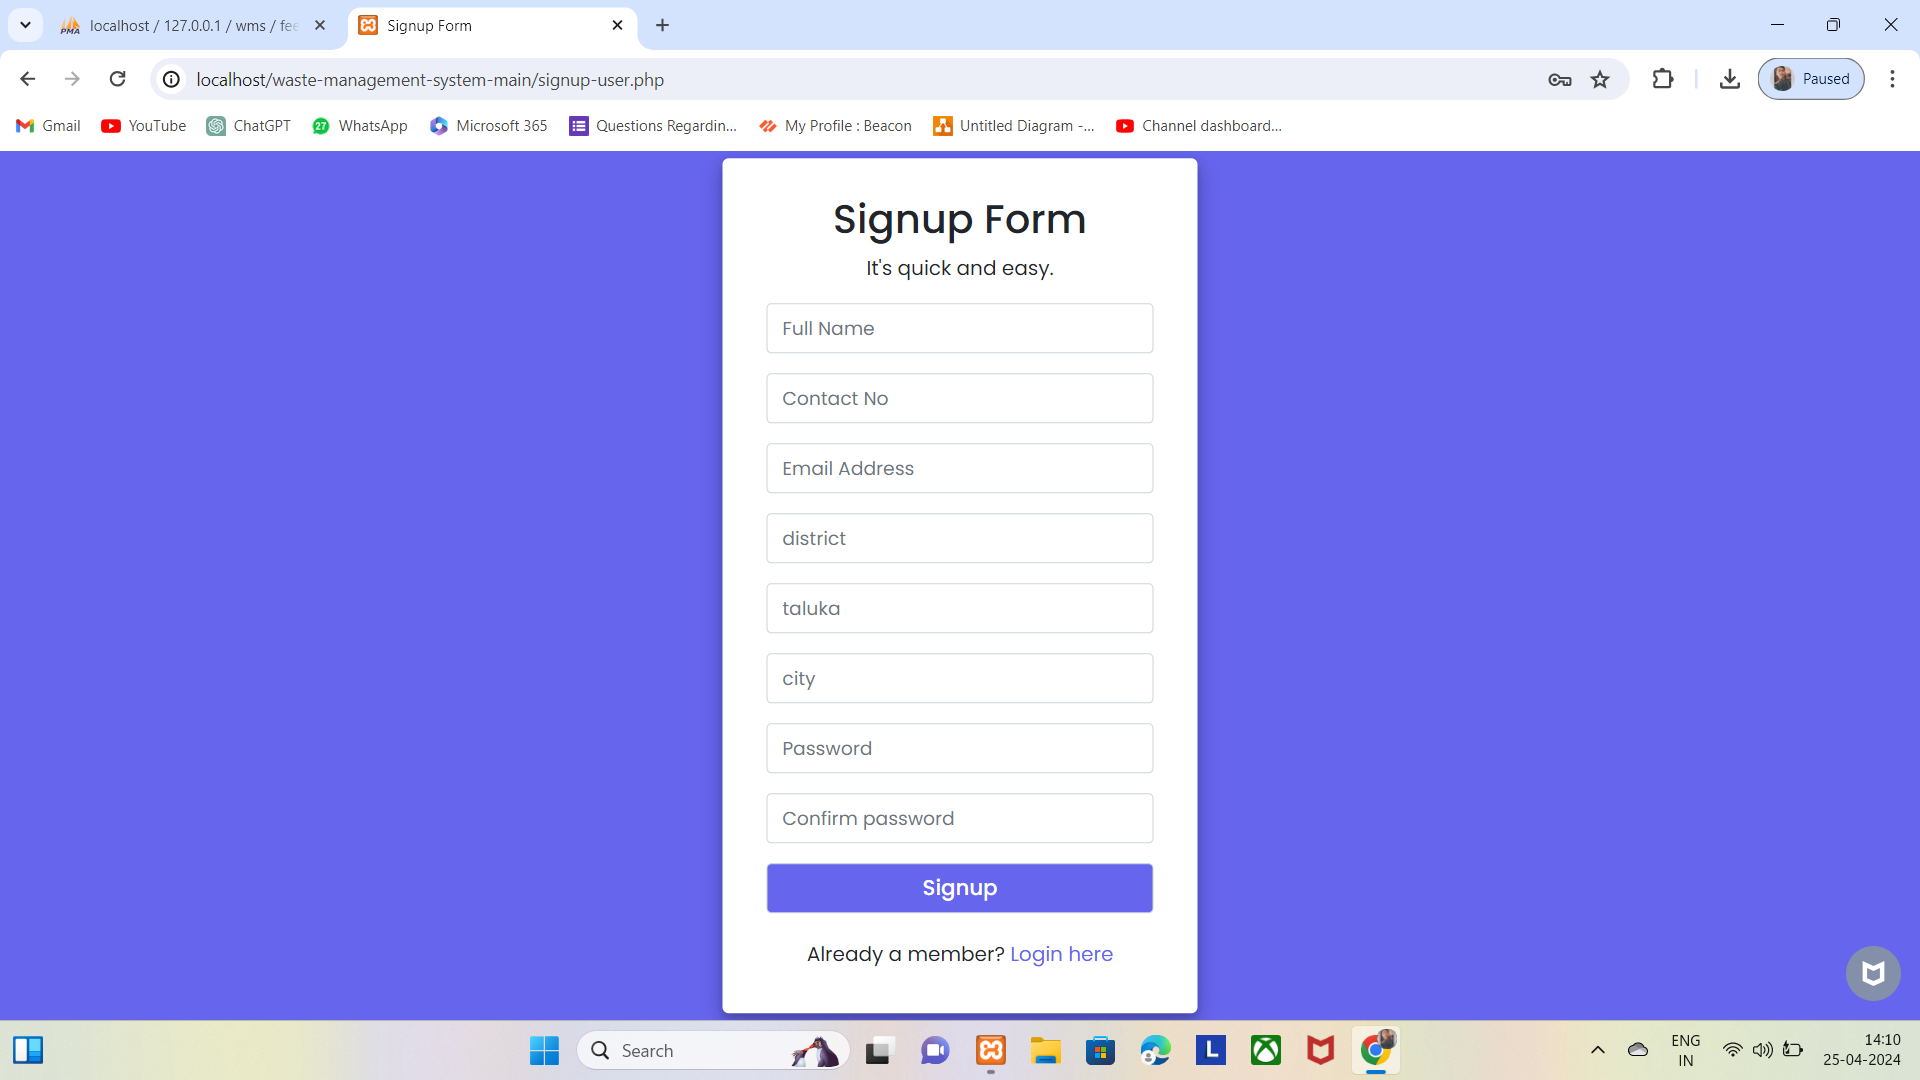 localhost / 127.0.0.1 / wms / fee
Signup Form
localhost/waste-management-system-main/signup-user.php
Paused
Gmail
YouTube
ChatGPT
27
WhatsApp
Microsoft 365
Questions Regardin...
My Profile : Beacon
Untitled Diagram -...
Channel dashboard...
Signup Form
It's quick and easy.
Full Name
Contact No
Email Address
district
taluka
city
Password
Confirm password
Signup
Already a member? Login here
Search
L
ENG
IN
14:10
25-04-2024